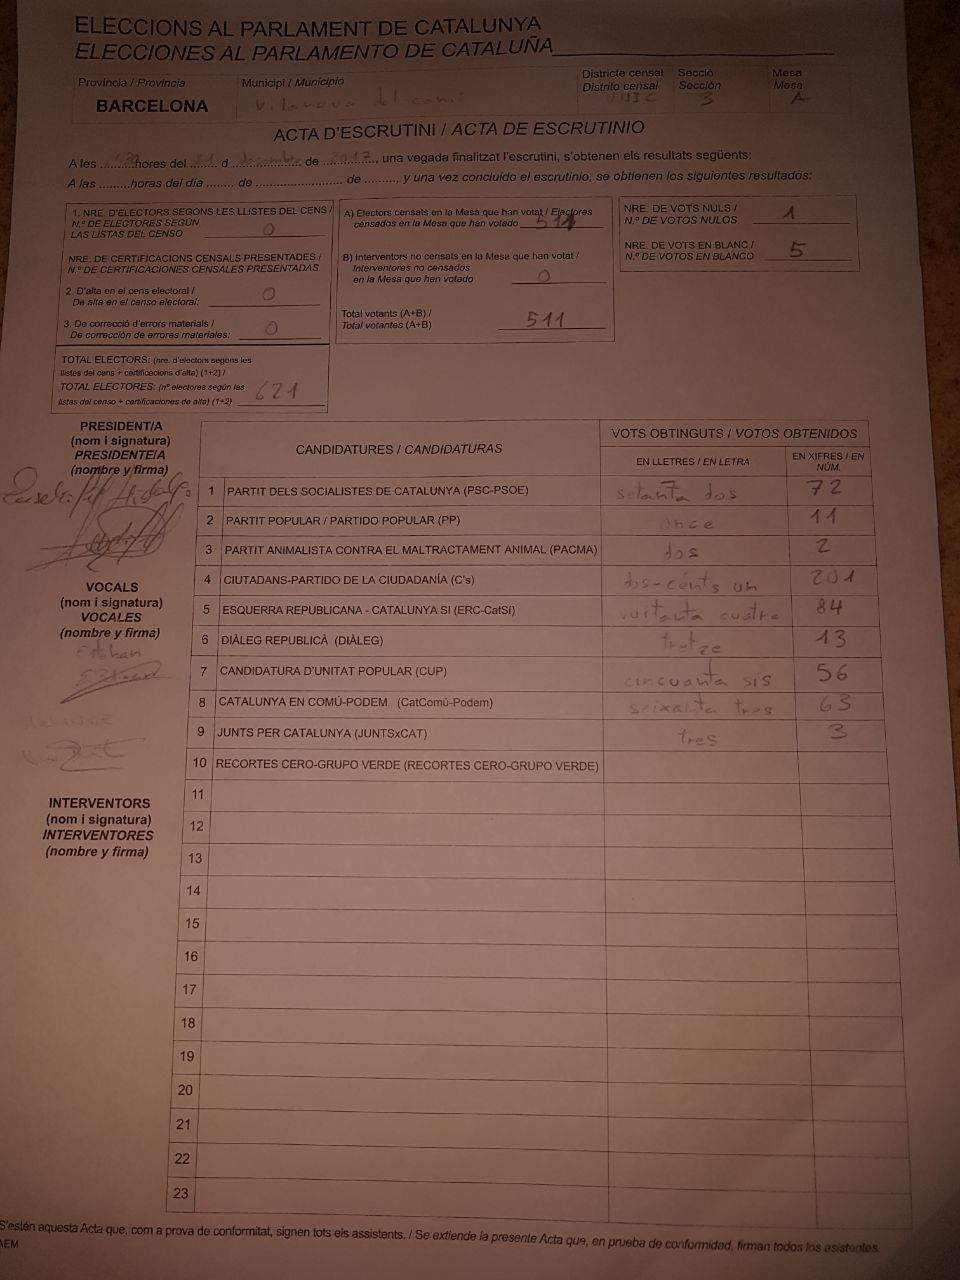 ELECCIONS AL PARLAMENT DE CATALUNYA
ELECCIONES AL PARLAMENTO DE CATALUÑA
Província / Provincia
BARCELONA
Municipi / Municipio
Vilanova del camí
Districte censal
Distrito censal
UNIC
Secció
Sección
3
Mesa
Mesa
A
ACTA D'ESCRUTINI / ACTA DE ESCRUTINIO
A les ........ hores del 21 d desembre de 2017, una vegada finalitzat l'escrutini, s'obtenen els resultats següents:
A las .........horas del día ........ de ......................... de ........., y una vez concluido el escrutinio, se obtienen los siguientes resultados:
1. NRE. D'ELECTORS SEGONS LES LLISTES DEL CENS /
N.º DE ELECTORES SEGÚN
LAS LISTAS DEL CENSO 0
NRE. DE CERTIFICACIONS CENSALS PRESENTADES /
N.º DE CERTIFICACIONES CENSALES PRESENTADAS
2. D'alta en el cens electoral /
De alta en el censo electoral: 0
3. De correcció d'errors materials /
De corrección de errores materiales: 0
TOTAL ELECTORS: (nre. d'electors segons les
llistes del cens + certificacions d'alta) (1+2) /
TOTAL ELECTORES: (nº electores según las
listas del censo + certificaciones de alta) (1+2) 621
A) Electors censats en la Mesa que han votat / Electores
censados en la Mesa que han votado 511
B) Interventors no censats en la Mesa que han votat /
Interventores no censados
en la Mesa que han votado 0
Total votants (A+B) /
Total votantes (A+B) 511
NRE. DE VOTS NULS /
N.º DE VOTOS NULOS 1
NRE. DE VOTS EN BLANC /
N.º DE VOTOS EN BLANCO 5
PRESIDENT/A
(nom i signatura)
PRESIDENTE/A
(nombre y firma)
Hidalgo
VOCALS
(nom i signatura)
VOCALES
(nombre y firma)
Esteban
INTERVENTORS
(nom i signatura)
INTERVENTORES
(nombre y firma)
CANDIDATURES / CANDIDATURAS
VOTS OBTINGUTS / VOTOS OBTENIDOS
EN LLETRES / EN LETRA
EN XIFRES / EN
NÚM.
1 PARTIT DELS SOCIALISTES DE CATALUNYA (PSC-PSOE) setanta dos 72
2 PARTIT POPULAR / PARTIDO POPULAR (PP) once 11
3 PARTIT ANIMALISTA CONTRA EL MALTRACTAMENT ANIMAL (PACMA) dos 2
4 CIUTADANS-PARTIDO DE LA CIUDADANÍA (C's) dos-cents un 201
5 ESQUERRA REPUBLICANA - CATALUNYA SI (ERC-CatSí) vuitanta cuatre 84
6 DIÀLEG REPUBLICÀ (DIÀLEG) tretze 13
7 CANDIDATURA D'UNITAT POPULAR (CUP) cincuanta sis 56
8 CATALUNYA EN COMÚ-PODEM (CatComú-Podem) seixanta tres 63
9 JUNTS PER CATALUNYA (JUNTSxCAT) tres 3
10 RECORTES CERO-GRUPO VERDE (RECORTES CERO-GRUPO VERDE)
11
12
13
14
15
16
17
18
19
20
21
22
23
S'estén aquesta Acta que, com a prova de conformitat, signen tots els assistents. / Se extiende la presente Acta que, en prueba de conformidad, firman todos los asistentes.